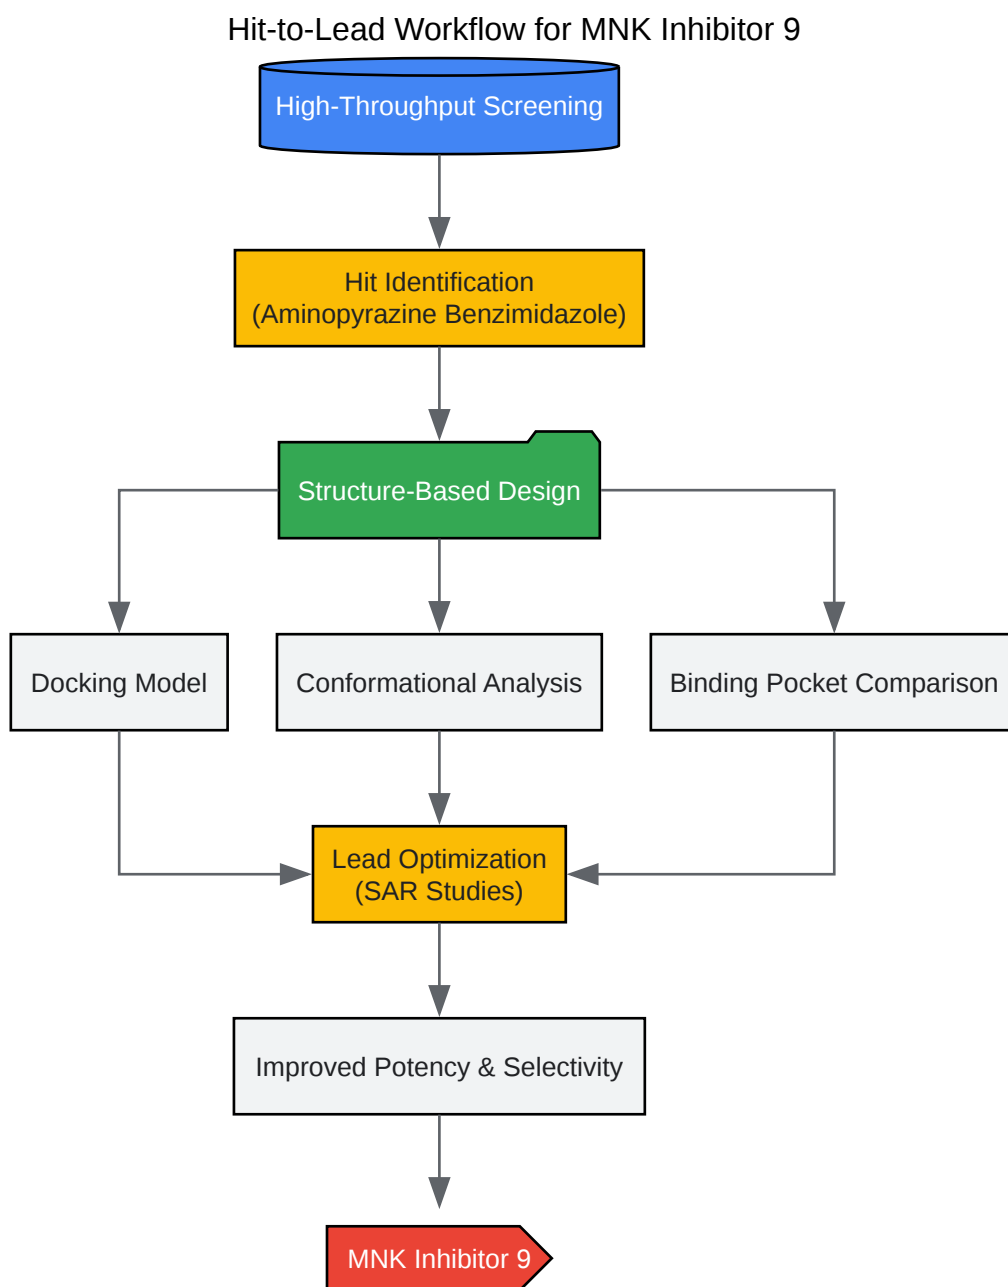 Hit-to-Lead Workflow for MNK Inhibitor 9
High-Throughput Screening
Hit Identification
(Aminopyrazine Benzimidazole)
Structure-Based Design
Docking Model
Conformational Analysis
Binding Pocket Comparison
Lead Optimization
(SAR Studies)
Improved Potency & Selectivity
MNK Inhibitor 9